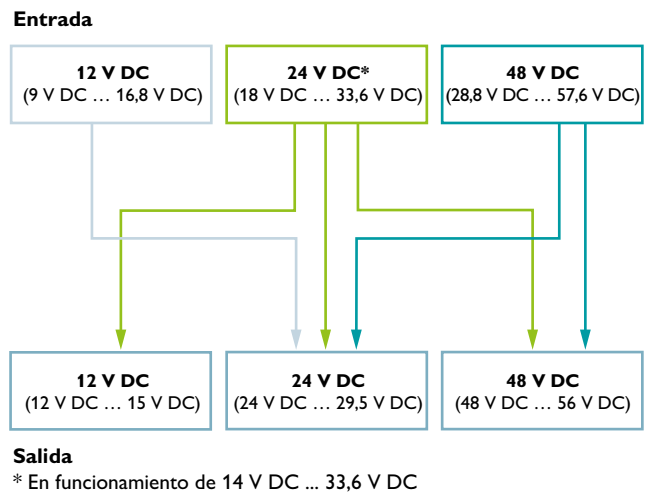 Entrada
12 V DC
(9 V DC … 16,8 V DC)
24 V DC*
(18 V DC … 33,6 V DC)
48 V DC
(28,8 V DC … 57,6 V DC)
12 V DC
(12 V DC … 15 V DC)
24 V DC
(24 V DC … 29,5 V DC)
48 V DC
(48 V DC … 56 V DC)
Salida
* En funcionamiento de 14 V DC ... 33,6 V DC